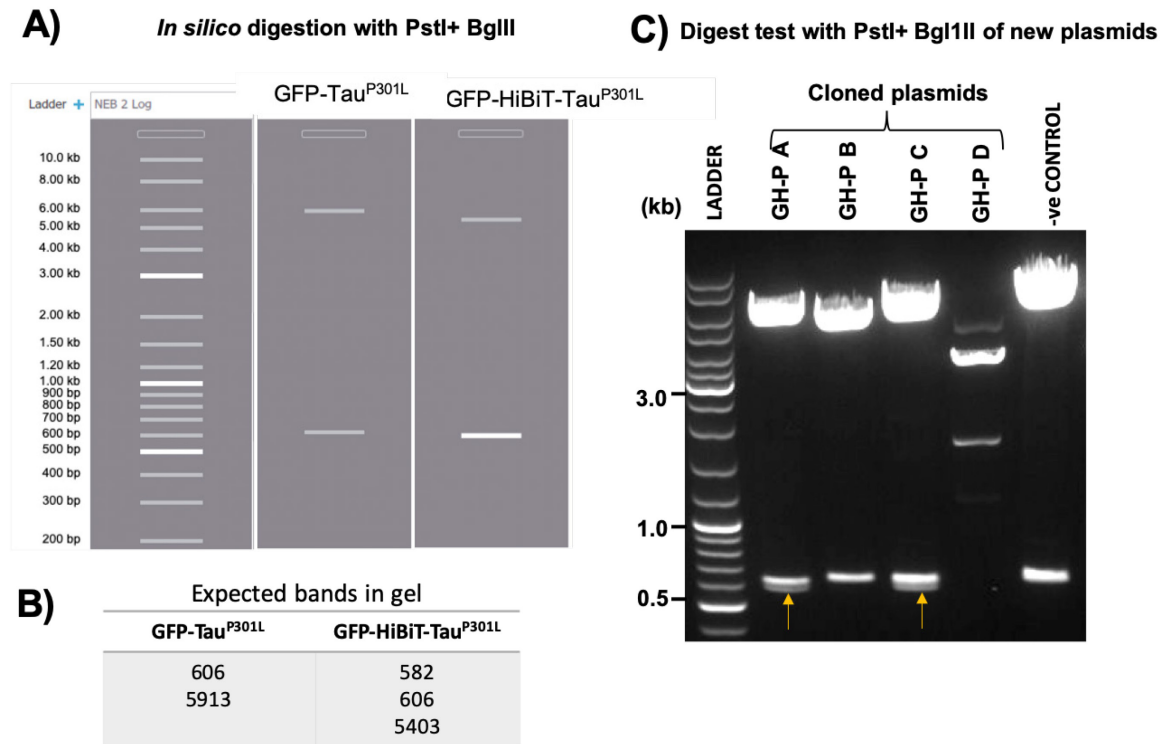 A) In silico digestion with PstI+ BglII
Ladder + NEB 2 Log
GFP-TauP301L
GFP-HiBiT-TauP301L
10.0 kb
8.00 kb
6.00 kb
5.00 kb
4.00 kb
3.00 kb
2.00 kb
1.50 kb
1.20 kb
1.00 kb
900 bp
800 bp
700 bp
600 bp
500 bp
400 bp
300 bp
200 bp
B) Expected bands in gel
GFP-TauP301L GFP-HiBiT-TauP301L
606 582
5913 606
5403
C) Digest test with PstI+ Bgl1II of new plasmids
Cloned plasmids
(kb)
LADDER
GH-P A
GH-P B
GH-P C
GH-P D
-ve CONTROL
3.0
1.0
0.5